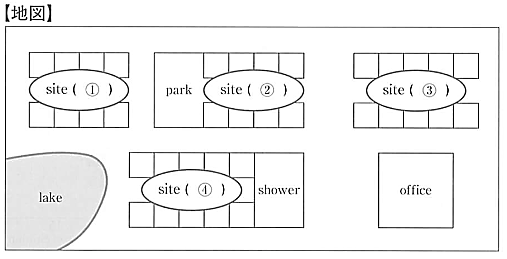 【地図】
site ( ① )
park
site ( ② )
site ( ③ )
lake
site ( ④ )
shower
office